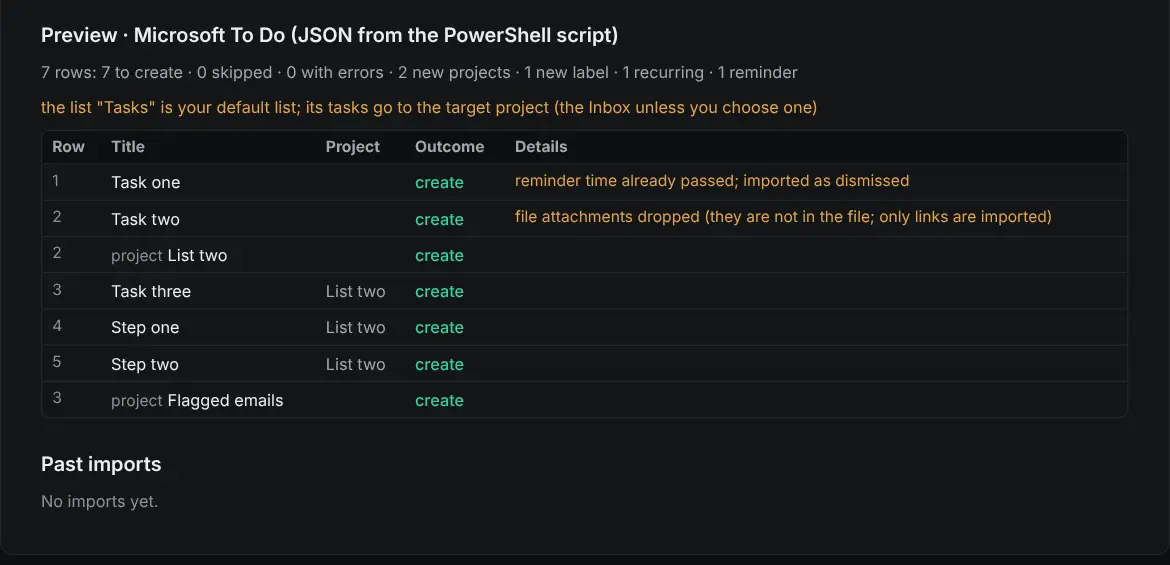 Preview · Microsoft To Do (JSON from the PowerShell script)
7 rows: 7 to create · 0 skipped · 0 with errors · 2 new projects · 1 new label · 1 recurring · 1 reminder
the list "Tasks" is your default list; its tasks go to the target project (the Inbox unless you choose one)
Row Title Project Outcome Details
1 Task one create reminder time already passed; imported as dismissed
2 Task two create file attachments dropped (they are not in the file; only links are imported)
2 project List two create
3 Task three List two create
4 Step one List two create
5 Step two List two create
3 project Flagged emails create
Past imports
No imports yet.